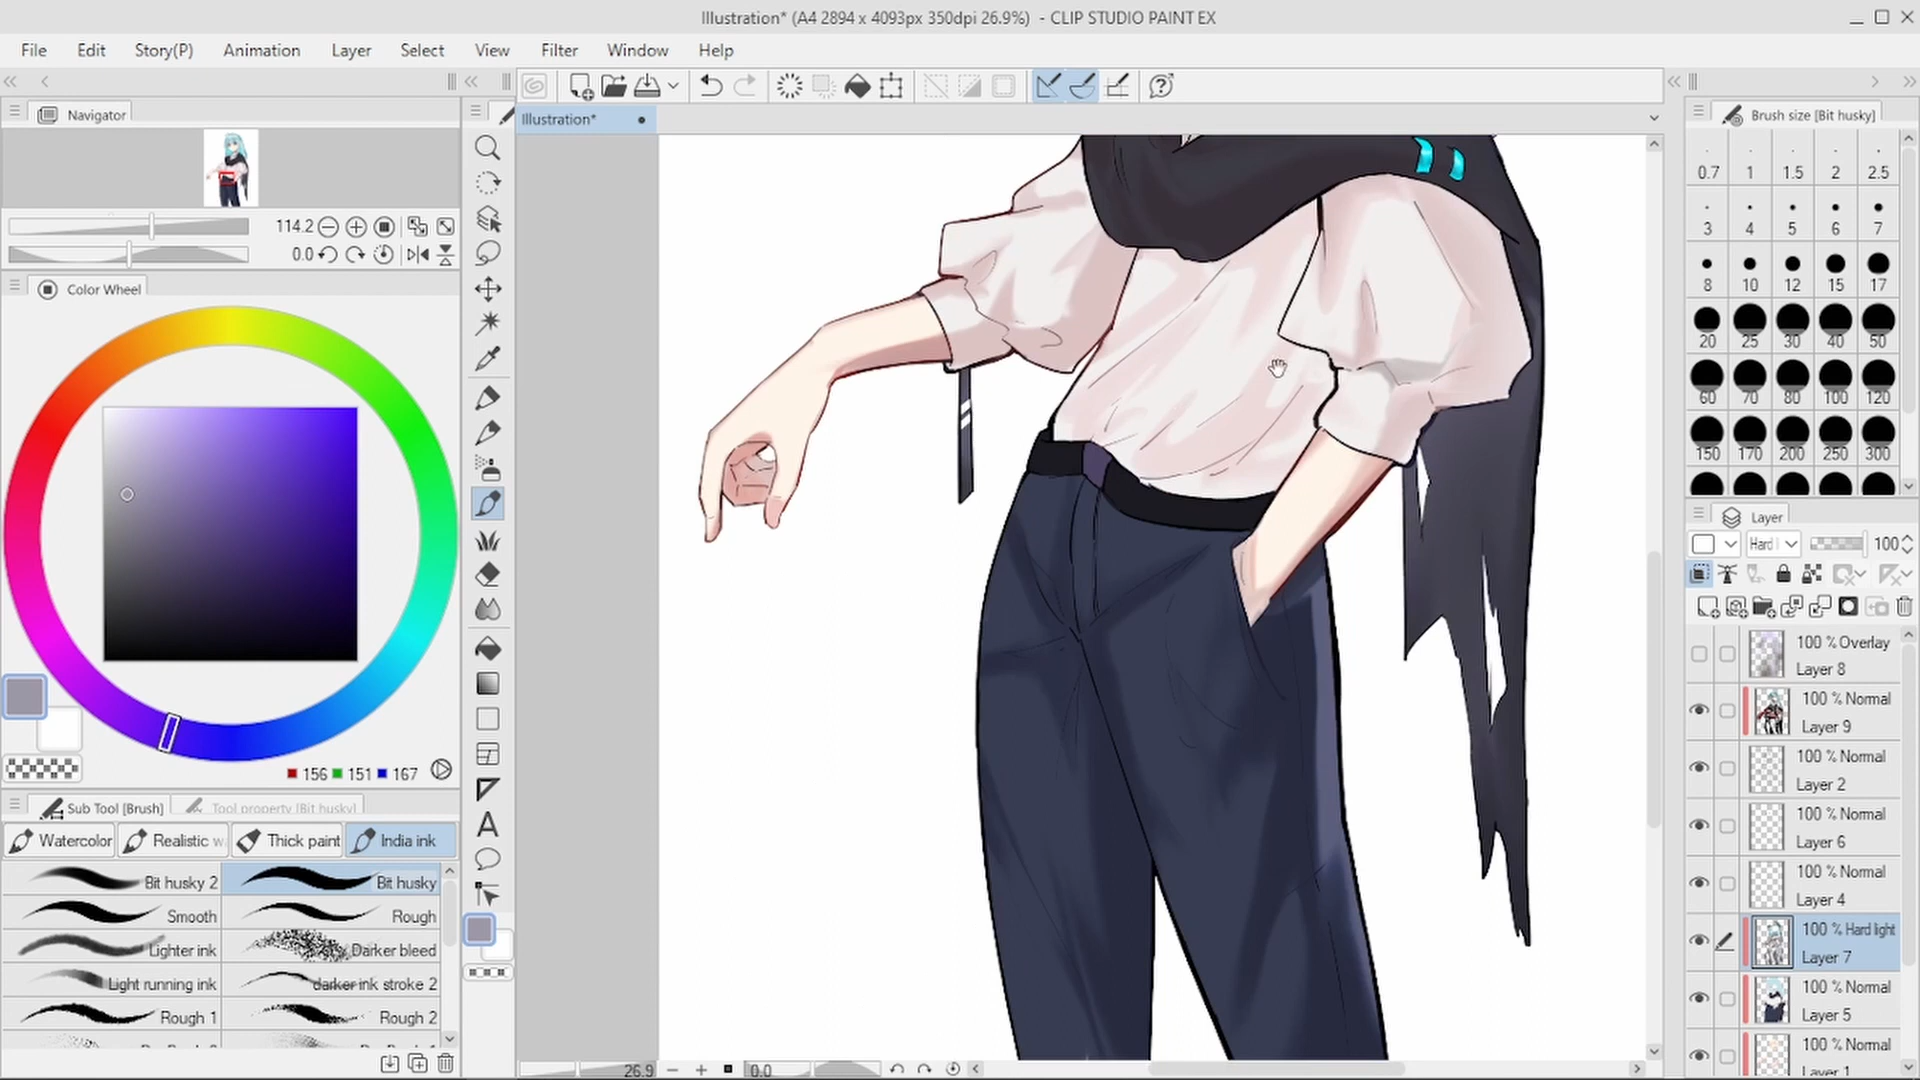 Illustration* (A4 2894 x 4093px 350dpi 26.9%) - CLIP STUDIO PAINT EX
File Edit Story(P) Animation Layer Select View Filter Window Help
Navigator
114.2
0.0
Color Wheel
156 151 167
Sub Tool [Brush] Tool property [Bit husky]
Watercolor Realistic w Thick paint India ink
Bit husky 2 Bit husky
Smooth Rough
Lighter ink Darker bleed
Light running ink darker ink stroke 2
Rough 1 Rough 2
Illustration*
26.9 0.0
Brush size [Bit husky]
0.7 1 1.5 2 2.5
3 4 5 6 7
8 10 12 15 17
20 25 30 40 50
60 70 80 100 120
150 170 200 250 300
Layer
Hard l 100
100 % Overlay
Layer 8
100 % Normal
Layer 9
100 % Normal
Layer 2
100 % Normal
Layer 6
100 % Normal
Layer 4
100 % Hard light
Layer 7
100 % Normal
Layer 5
100 % Normal
Layer 1